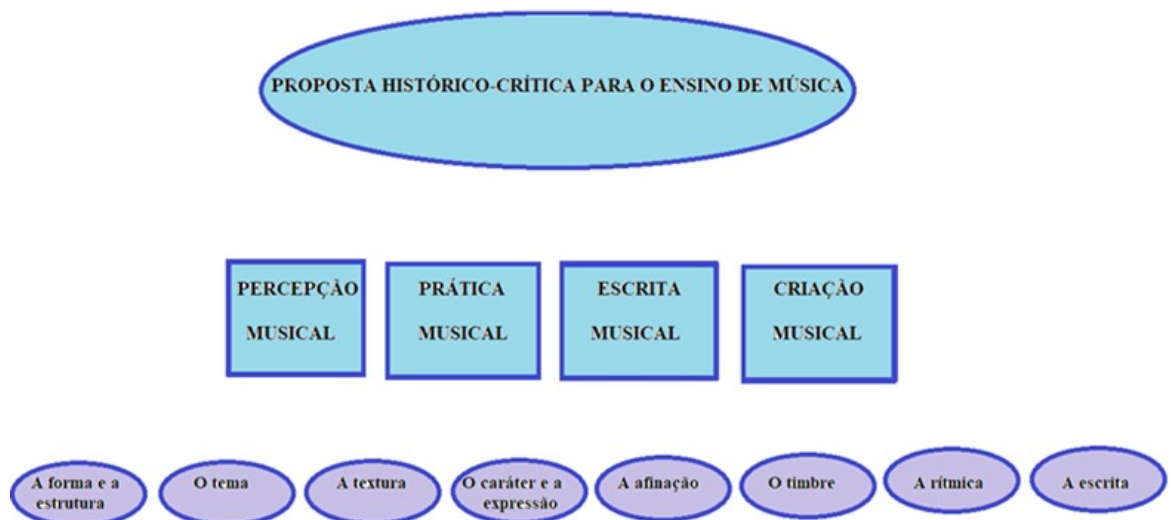 PROPOSTA HISTÓRICO-CRÍTICA PARA O ENSINO DE MÚSICA
PERCEPÇÃO
MUSICAL
PRÁTICA
MUSICAL
ESCRITA
MUSICAL
CRIAÇÃO
MUSICAL
A forma e a
estrutura
O tema
A textura
O caráter e a
expressão
A afinação
O timbre
A rítmica
A escrita